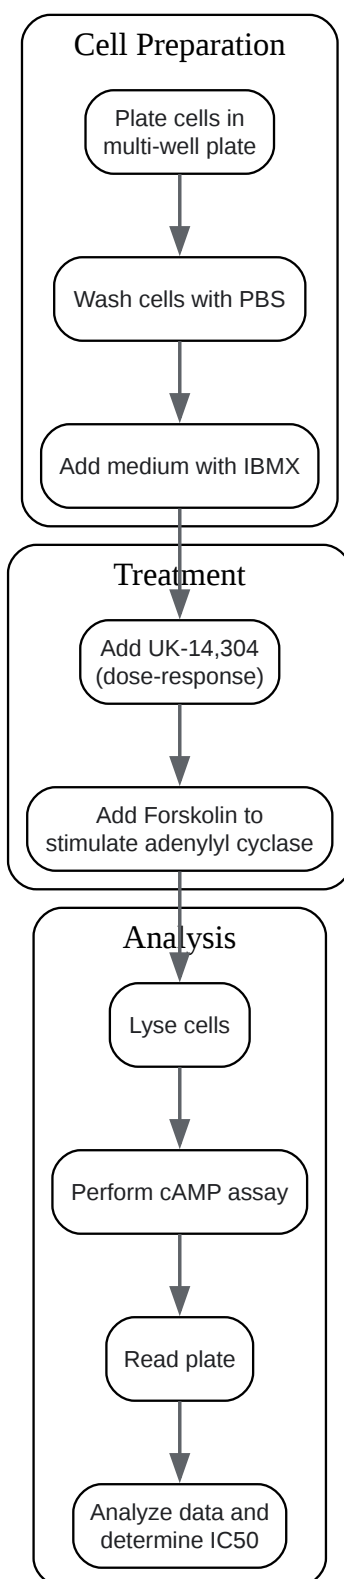 Cell Preparation
Plate cells in
multi-well plate
Wash cells with PBS
Add medium with IBMX
Treatment
Add UK-14,304
(dose-response)
Add Forskolin to
stimulate adenylyl cyclase
Analysis
Lyse cells
Perform cAMP assay
Read plate
Analyze data and
determine IC50